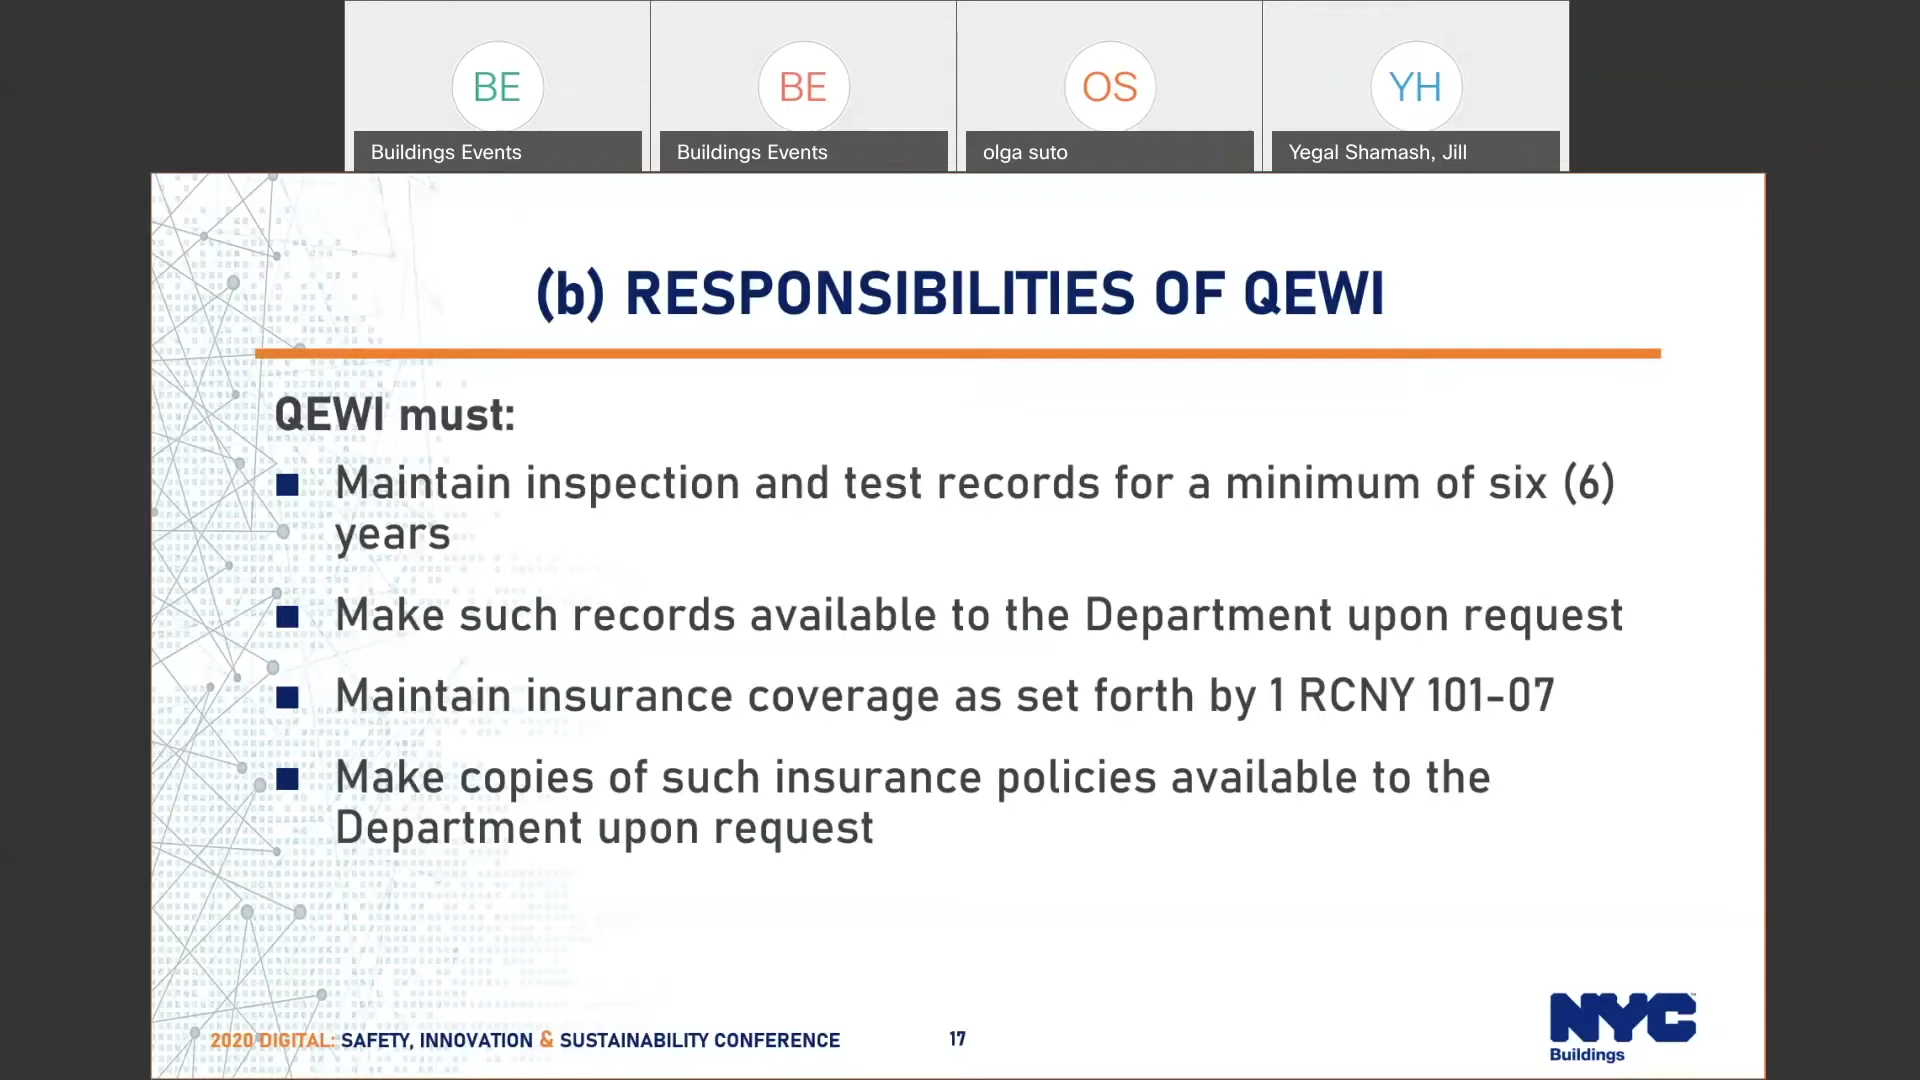 BE
BE
OS
YH
Buildings Events
Buildings Events
olga suto
Yegal Shamash, Jill
(b) RESPONSIBILITIES OF QEWI
QEWI must:
Maintain inspection and test records for a minimum of six (6)
years
Make such records available to the Department upon request
Maintain insurance coverage as set forth by 1 RCNY 101-07
Make copies of such insurance policies available to the
Department upon request
2020 DIGITAL: SAFETY, INNOVATION & SUSTAINABILITY CONFERENCE
17
NYC
Buildings